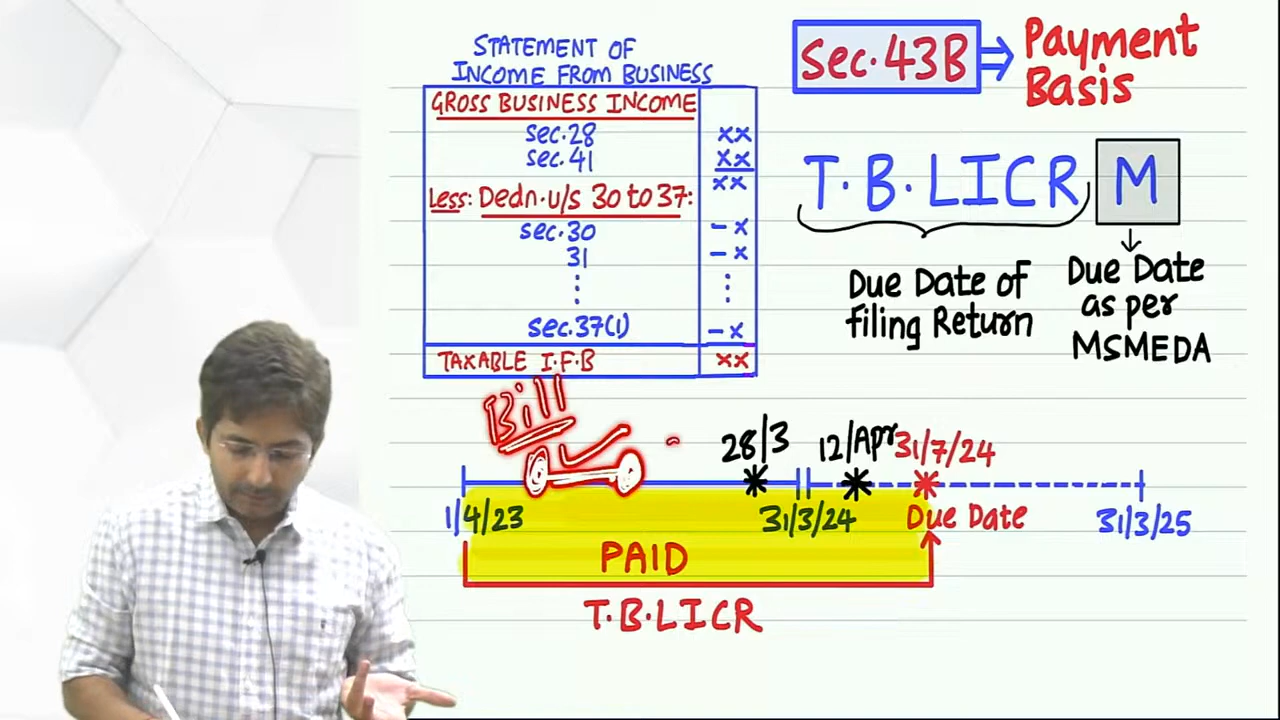 STATEMENT OF
INCOME FROM BUSINESS
GROSS BUSINESS INCOME
sec.28 xx
sec.41 xx
xx
Less: Dedn.u/s 30 to 37:
sec.30 - x
31 - x
sec.37(1) - x
TAXABLE I.F.B xx
Sec.43B ⇒ Payment
Basis
T.B.LICR M
Due Date of
filing Return
Due Date
as per
MSMEDA
Bill
28/3 12/Apr 31/7/24
1/4/23 31/3/24 Due Date 31/3/25
PAID
T.B.LICR